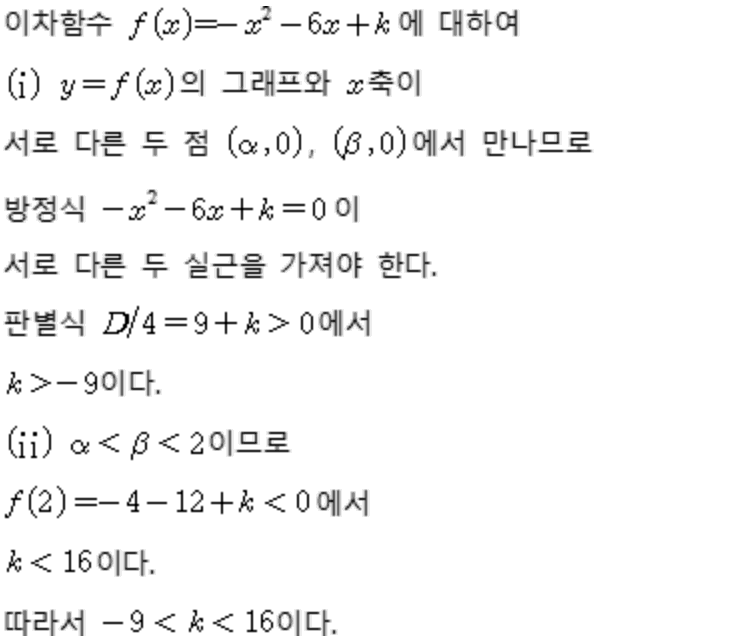 이차함수 f(x)=-x²-6x+k에 대하여
(i) y=f(x)의 그래프와 x축이
서로 다른 두 점 (α,0), (β,0)에서 만나므로
방정식 -x²-6x+k=0이
서로 다른 두 실근을 가져야 한다.
판별식 D/4=9+k>0에서
k>-9이다.
(ii) α<β<2이므로
f(2)=-4-12+k<0에서
k<16이다.
따라서 -9<k<16이다.